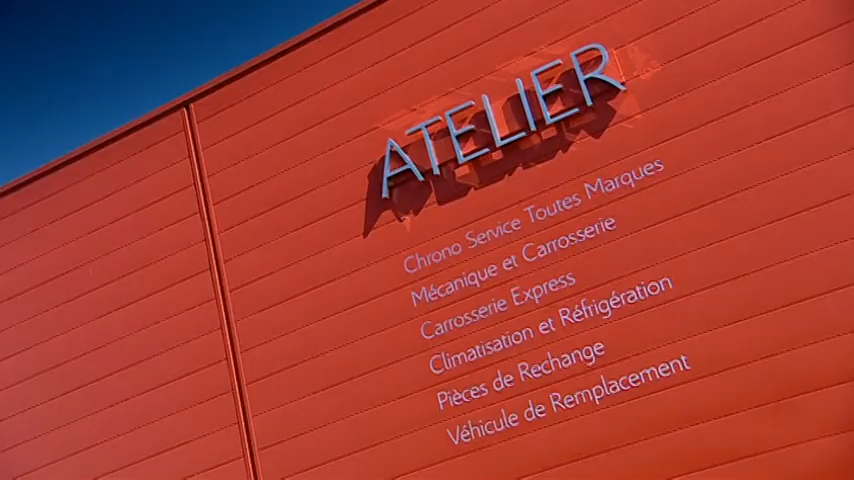 ATELIER
Chrono Service Toutes Marques
Mécanique et Carrosserie
Carrosserie Express
Climatisation et Réfrigération
Pièces de Rechange
Véhicule de Remplacement